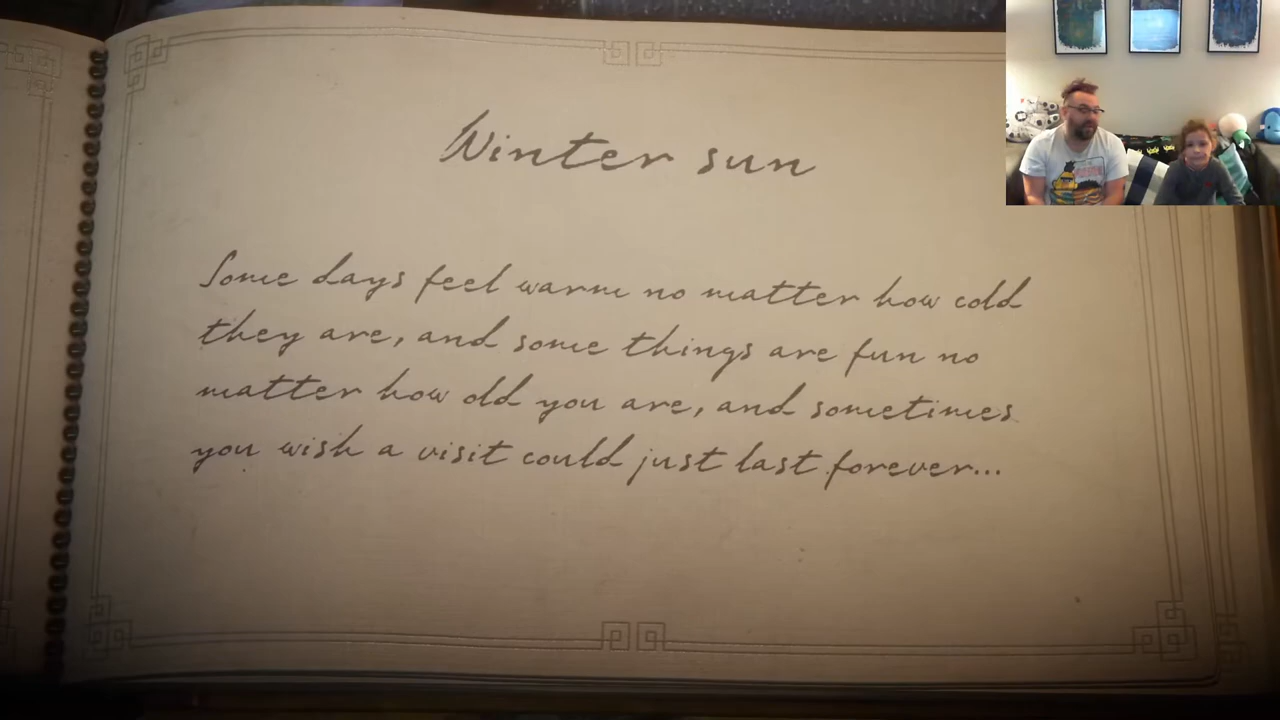 Winter sun
Some days feel warm no matter how cold
they are, and some things are fun no
matter how old you are, and sometimes
you wish a visit could just last forever...